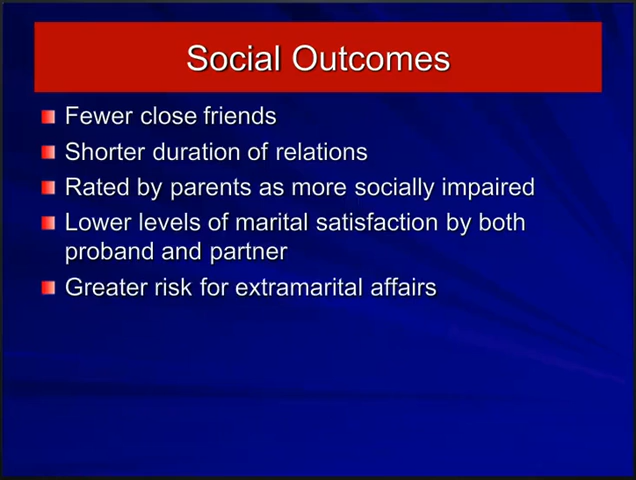 Social Outcomes
Fewer close friends
Shorter duration of relations
Rated by parents as more socially impaired
Lower levels of marital satisfaction by both
proband and partner
Greater risk for extramarital affairs